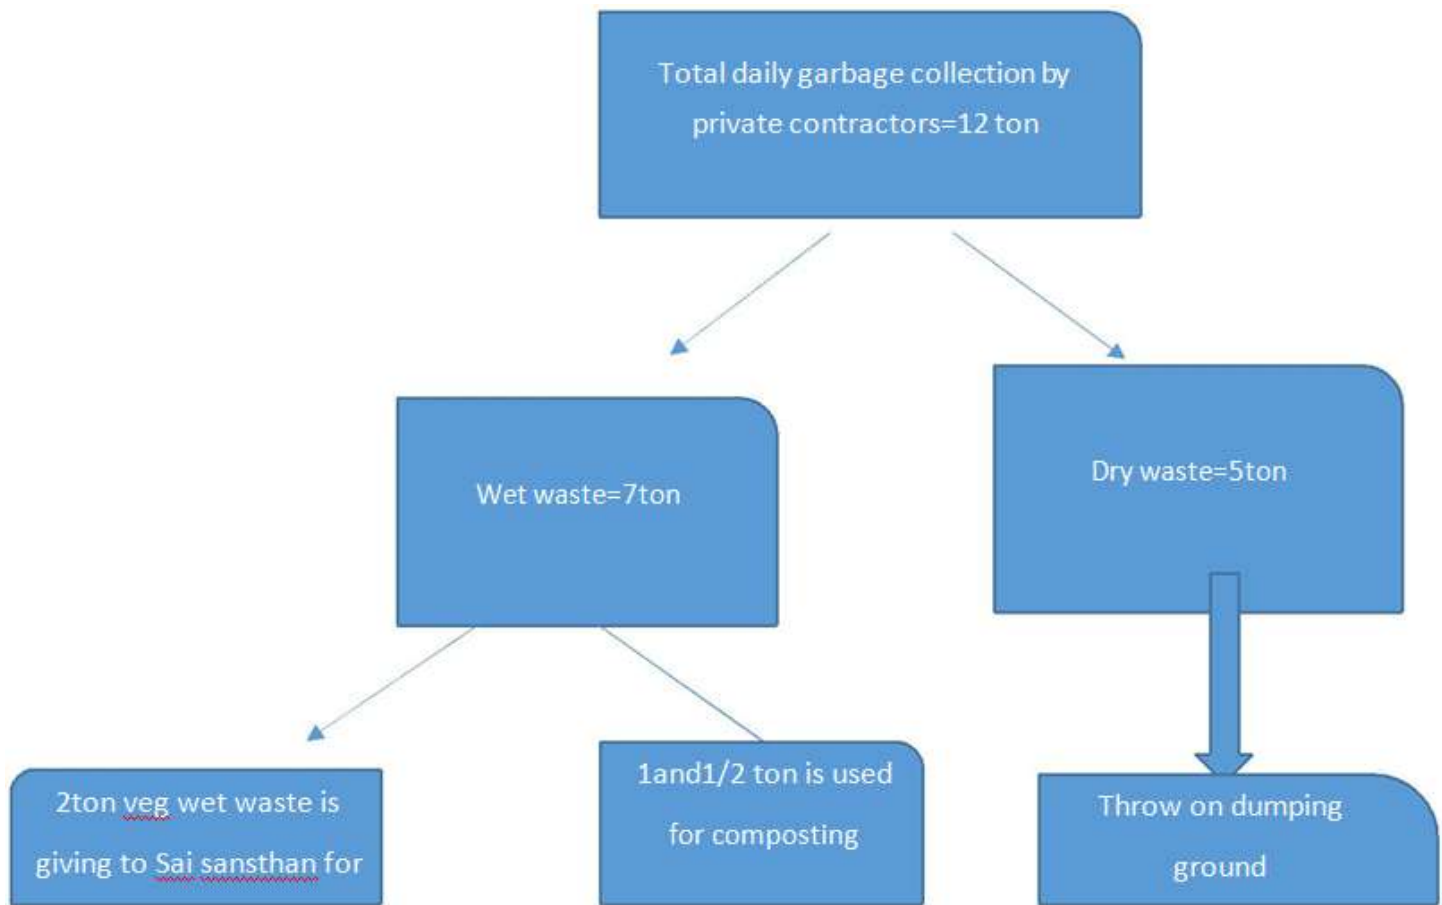 Total daily garbage collection by
private contractors=12 ton
Wet waste=7ton
Dry waste=5ton
2ton veg wet waste is
giving to Sai sansthan for
1and1/2 ton is used
for composting
Throw on dumping
ground